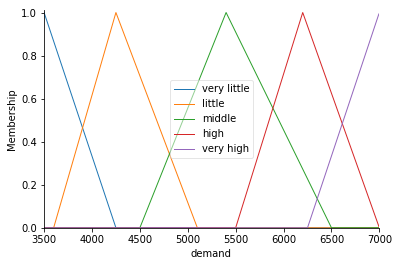 1.0
0.8
0.6
0.4
0.2
0.0
Membership
very little
little
middle
high
very high
3500 4000 4500 5000 5500 6000 6500 7000
demand